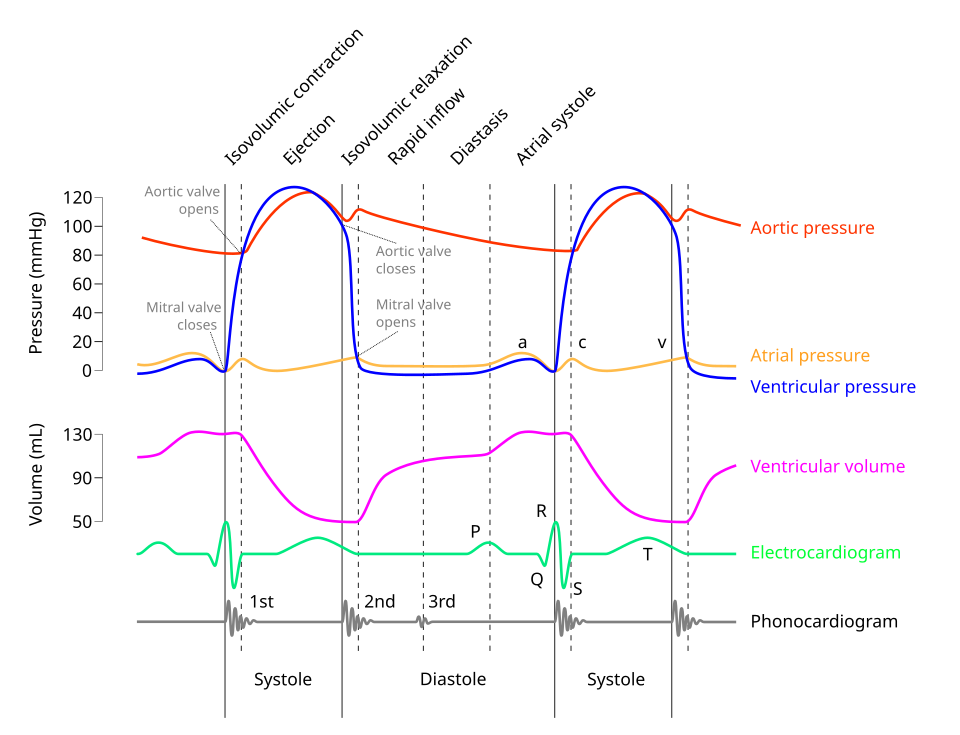 Isovolumic contraction
Ejection
Isovolumic relaxation
Rapid inflow
Diastasis
Atrial systole
Pressure (mmHg)
120
100
80
60
40
20
0
Aortic valve
opens
Aortic valve
closes
Mitral valve
closes
Mitral valve
opens
a
c
v
Aortic pressure
Atrial pressure
Ventricular pressure
Volume (mL)
130
90
50
Ventricular volume
R
P
Q
S
T
Electrocardiogram
1st
2nd
3rd
Phonocardiogram
Systole
Diastole
Systole